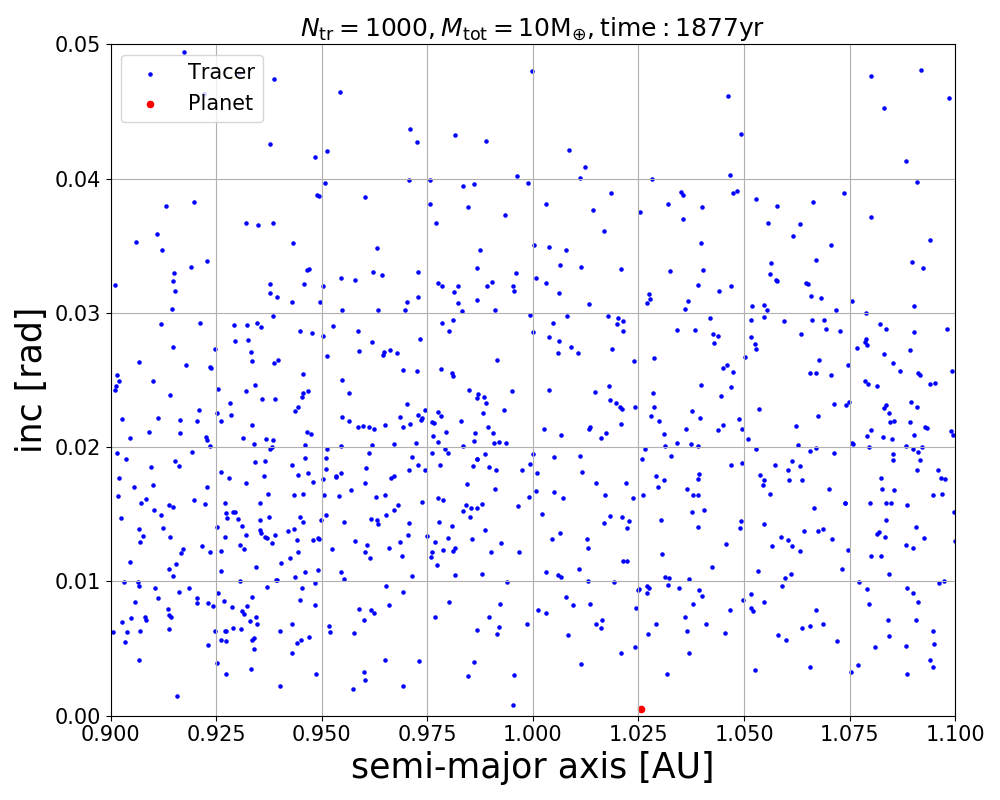 N_tr = 1000, M_tot = 10M_⊕, time : 1877yr
Tracer
Planet
0.05
0.04
0.03
0.02
0.01
0.00
inc [rad]
0.900 0.925 0.950 0.975 1.000 1.025 1.050 1.075 1.100
semi-major axis [AU]